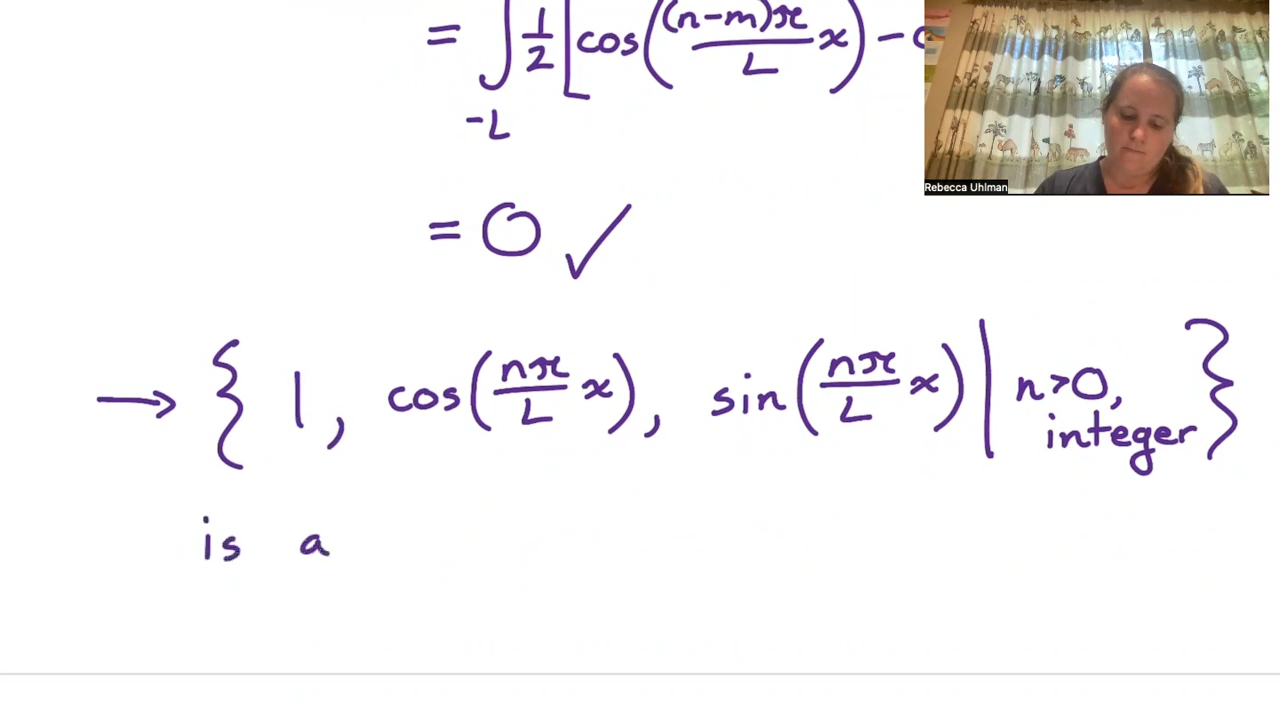 = ∫_{-L} 1/2 [cos((n-m)π/L x) - c
Rebecca Uhlman
= 0 ✓
→ { 1, cos(nπ/L x), sin(nπ/L x) | n>0, integer }
is a